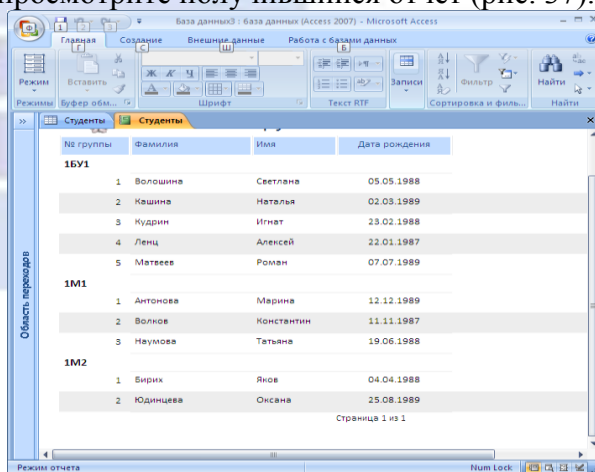 просмотрите получившийся отчет (рис. 37).
База данных3 : база данных (Access 2007) - Microsoft Access
1 2 3
Главная Создание Внешние данные Работа с базами данных
Г С Ш Б
Режим Вставить Ж К Ч Записи Фильтр Найти
Режимы Буфер обм... Шрифт Текст RTF Сортировка и филь... Найти
Студенты Студенты
№ группы Фамилия Имя Дата рождения
1БУ1
1 Волошина Светлана 05.05.1988
2 Кашина Наталья 02.03.1989
3 Кудрин Игнат 23.02.1988
4 Ленц Алексей 22.01.1987
5 Матвеев Роман 07.07.1989
1М1
1 Антонова Марина 12.12.1989
2 Волков Константин 11.11.1987
3 Наумова Татьяна 19.06.1988
1М2
1 Бирих Яков 04.04.1988
2 Юдинцева Оксана 25.08.1989
Страница 1 из 1
Область переходов
Режим отчета Num Lock